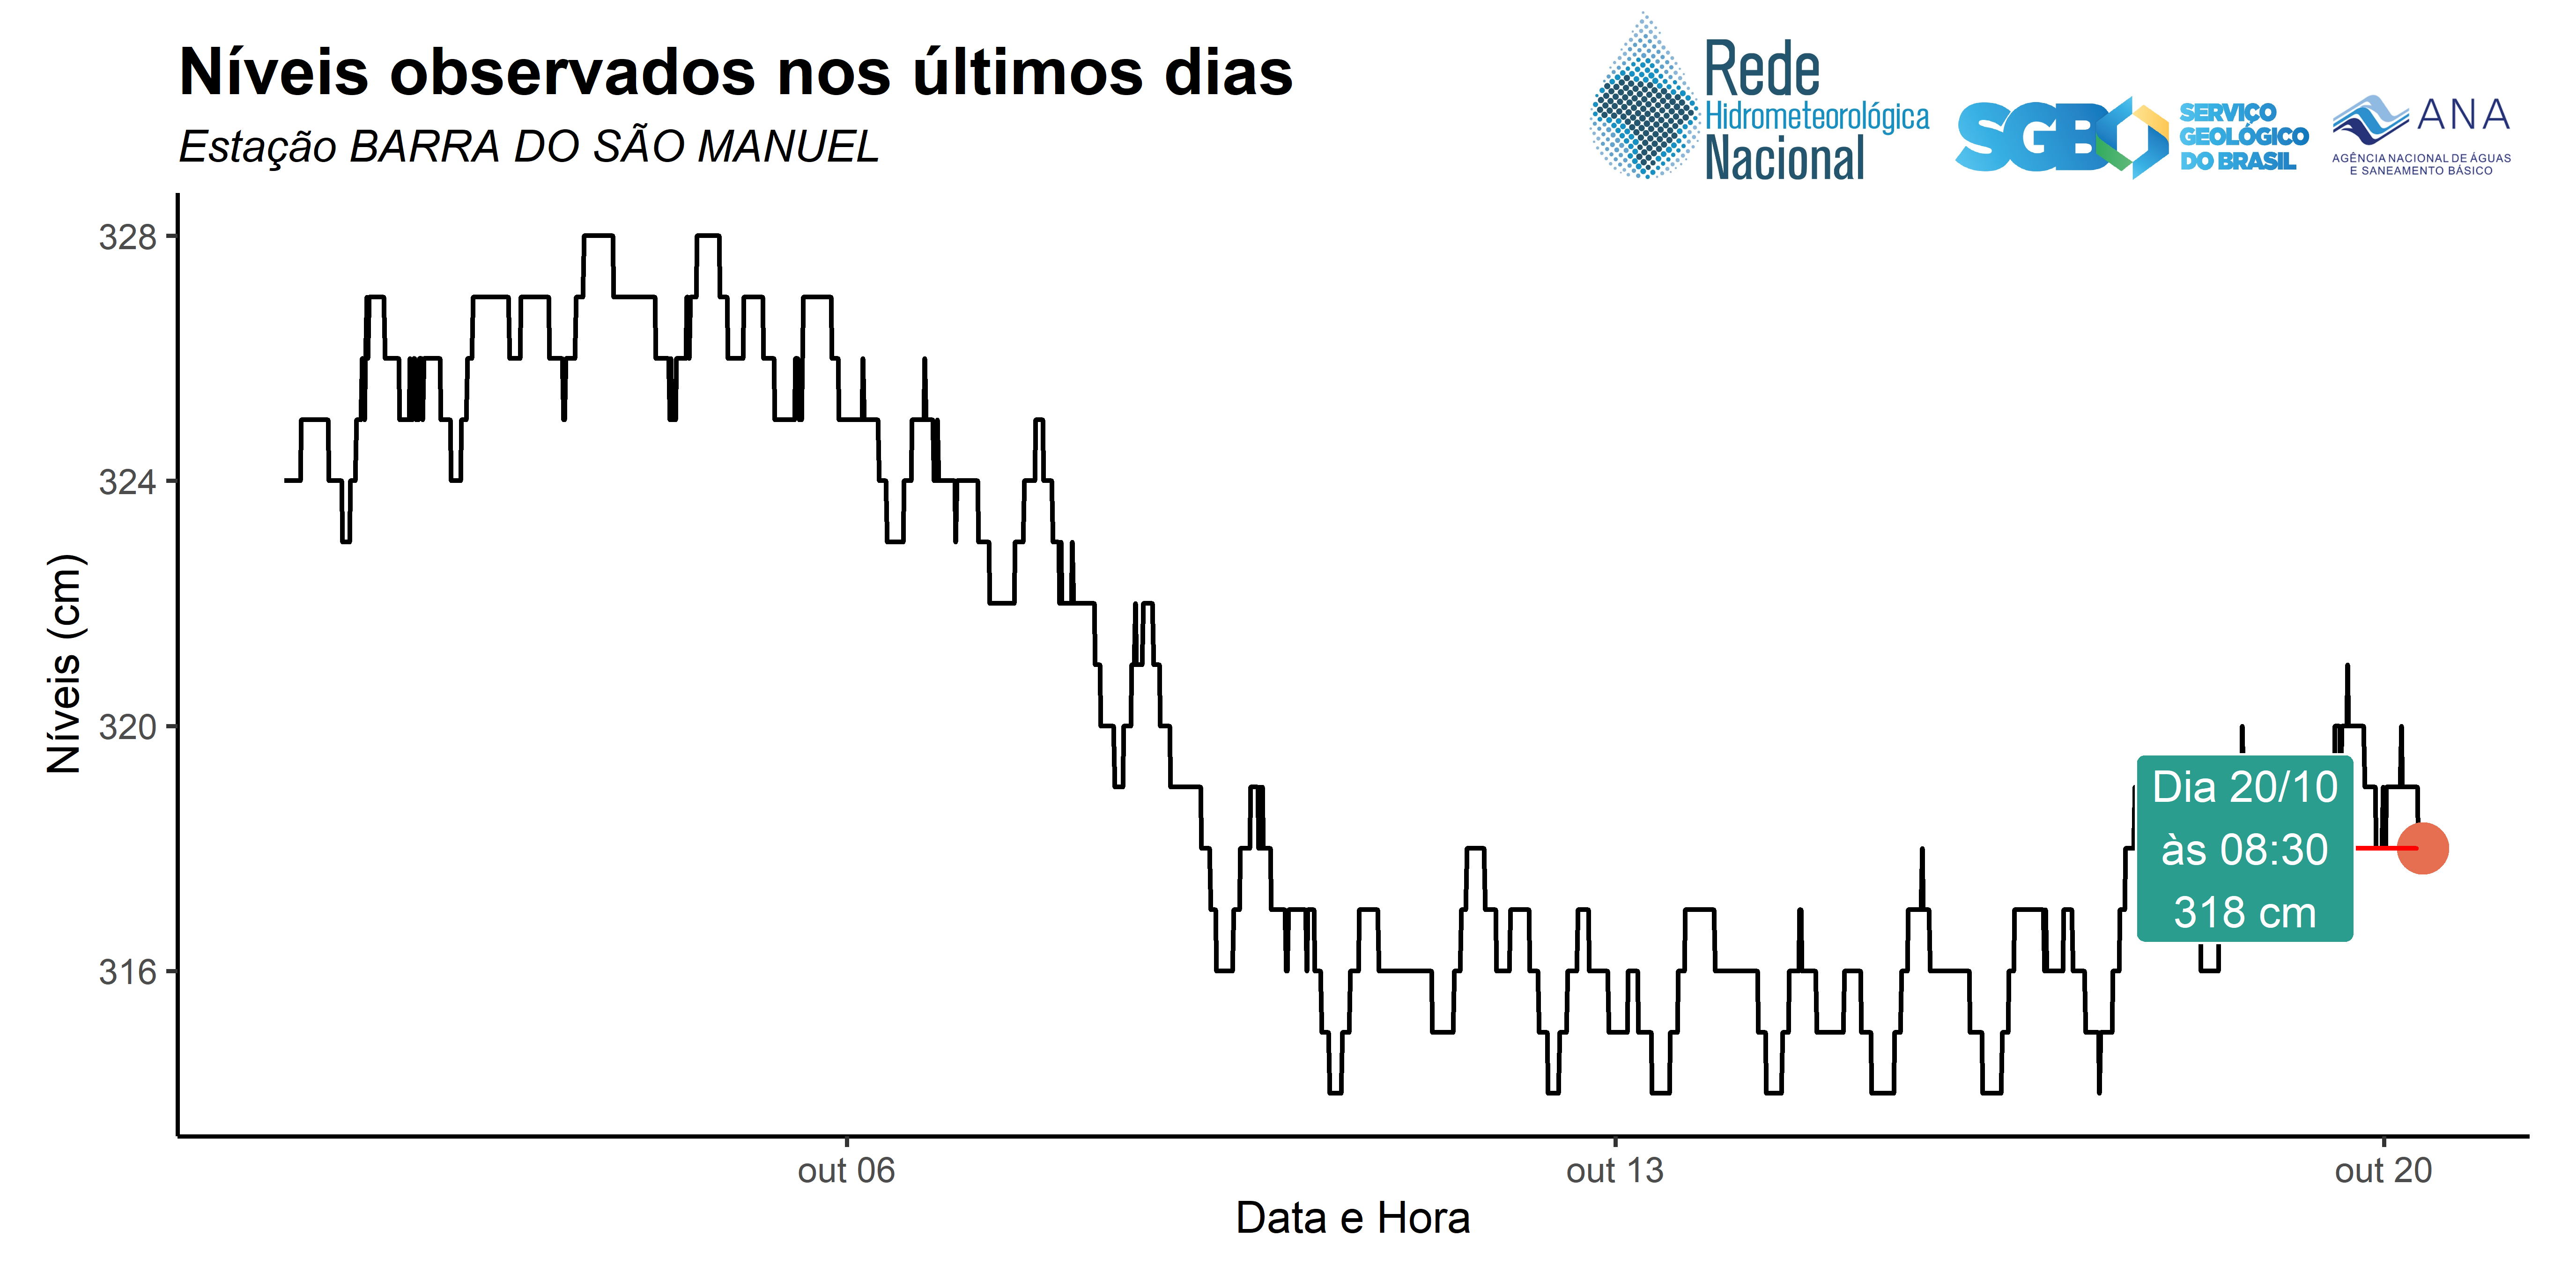 Níveis observados nos últimos dias
Estação BARRA DO SÃO MANUEL
Rede
Hidrometeorológica
Nacional
SGB
SERVIÇO
GEOLÓGICO
DO BRASIL
ANA
AGÊNCIA NACIONAL DE ÁGUAS
E SANEAMENTO BÁSICO
Níveis (cm)
328
324
320
316
Dia 20/10
às 08:30
318 cm
out 06
out 13
out 20
Data e Hora